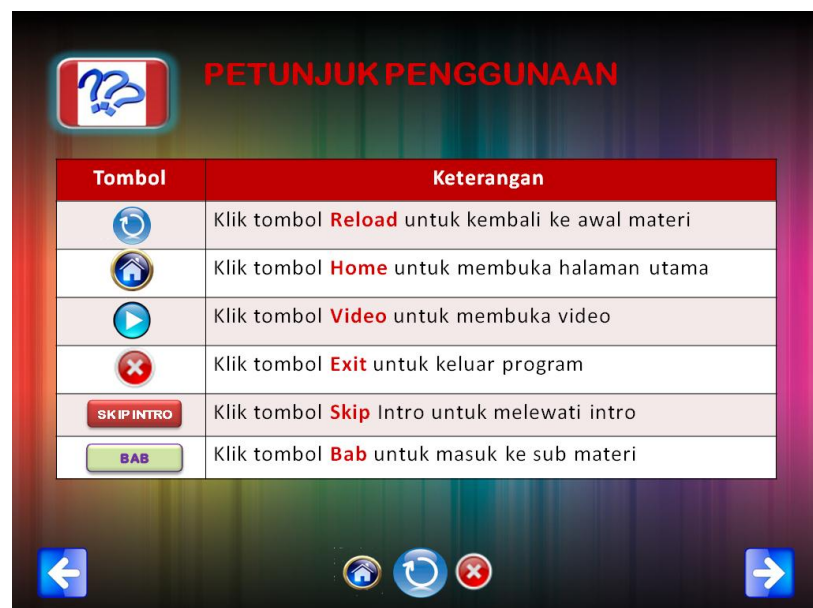 PETUNJUK PENGGUNAAN
Tombol Keterangan
Klik tombol Reload untuk kembali ke awal materi
Klik tombol Home untuk membuka halaman utama
Klik tombol Video untuk membuka video
Klik tombol Exit untuk keluar program
SKIP INTRO Klik tombol Skip Intro untuk melewati intro
BAB Klik tombol Bab untuk masuk ke sub materi